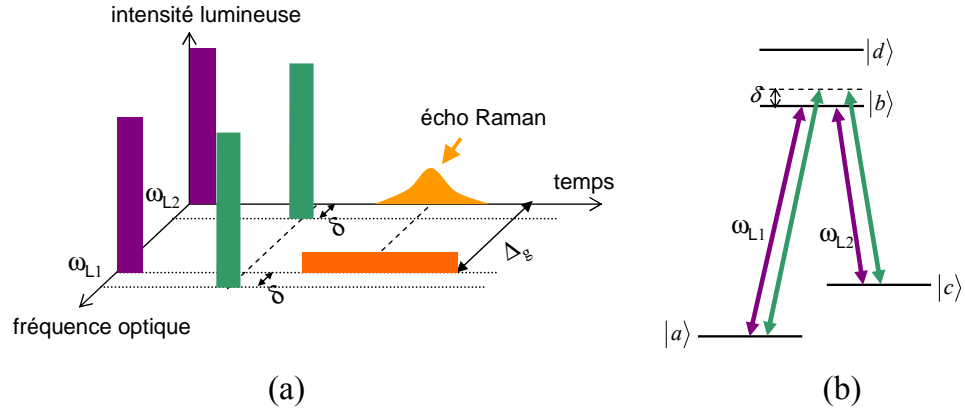 intensité lumineuse
écho Raman
temps
ω_L2
δ
Δ_g
ω_L1
δ
fréquence optique
(a)
|d⟩
δ
|b⟩
ω_L1
ω_L2
|c⟩
|a⟩
(b)